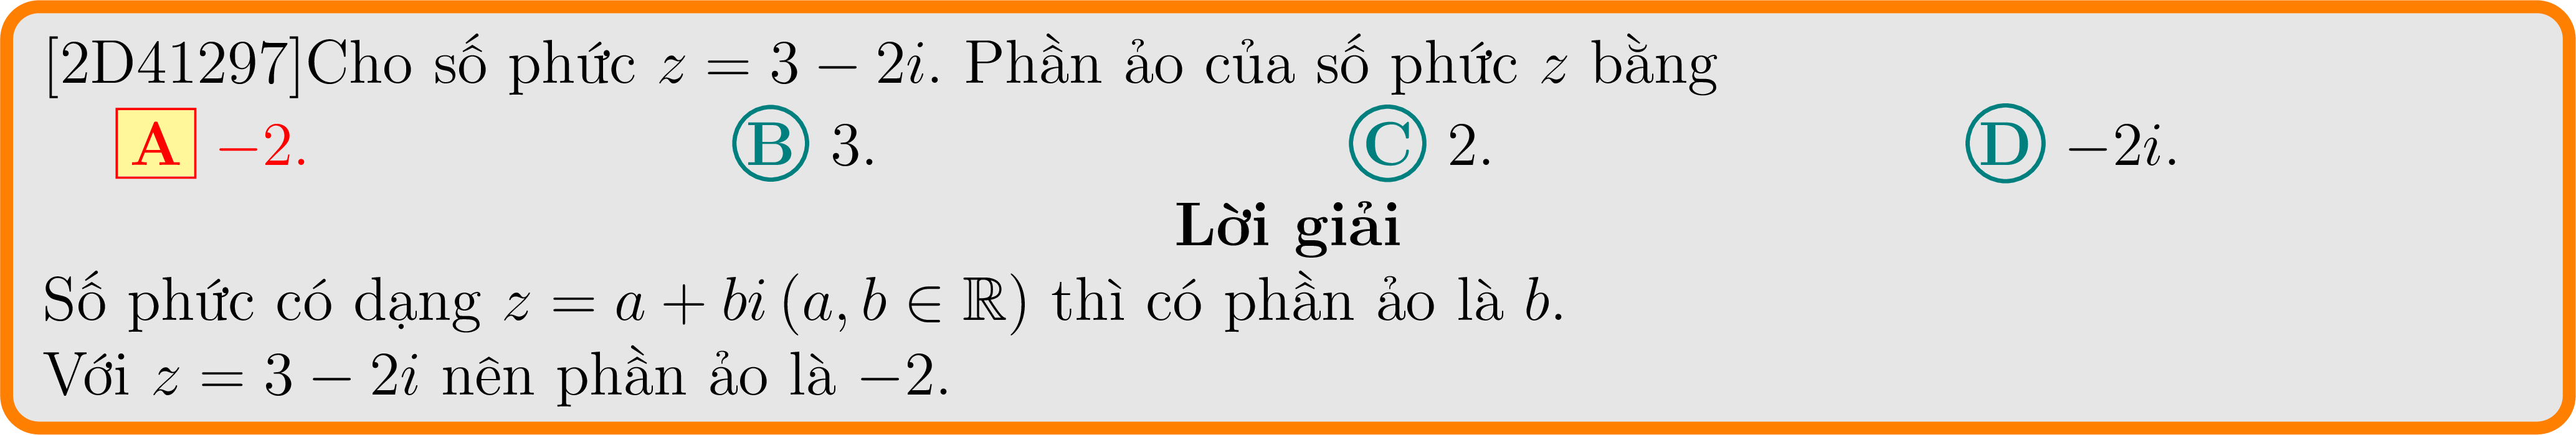 [2D41297]Cho số phức z = 3 − 2i. Phần ảo của số phức z bằng
A −2. B 3. C 2. D −2i.
Lời giải
Số phức có dạng z = a + bi (a, b ∈ ℝ) thì có phần ảo là b.
Với z = 3 − 2i nên phần ảo là −2.